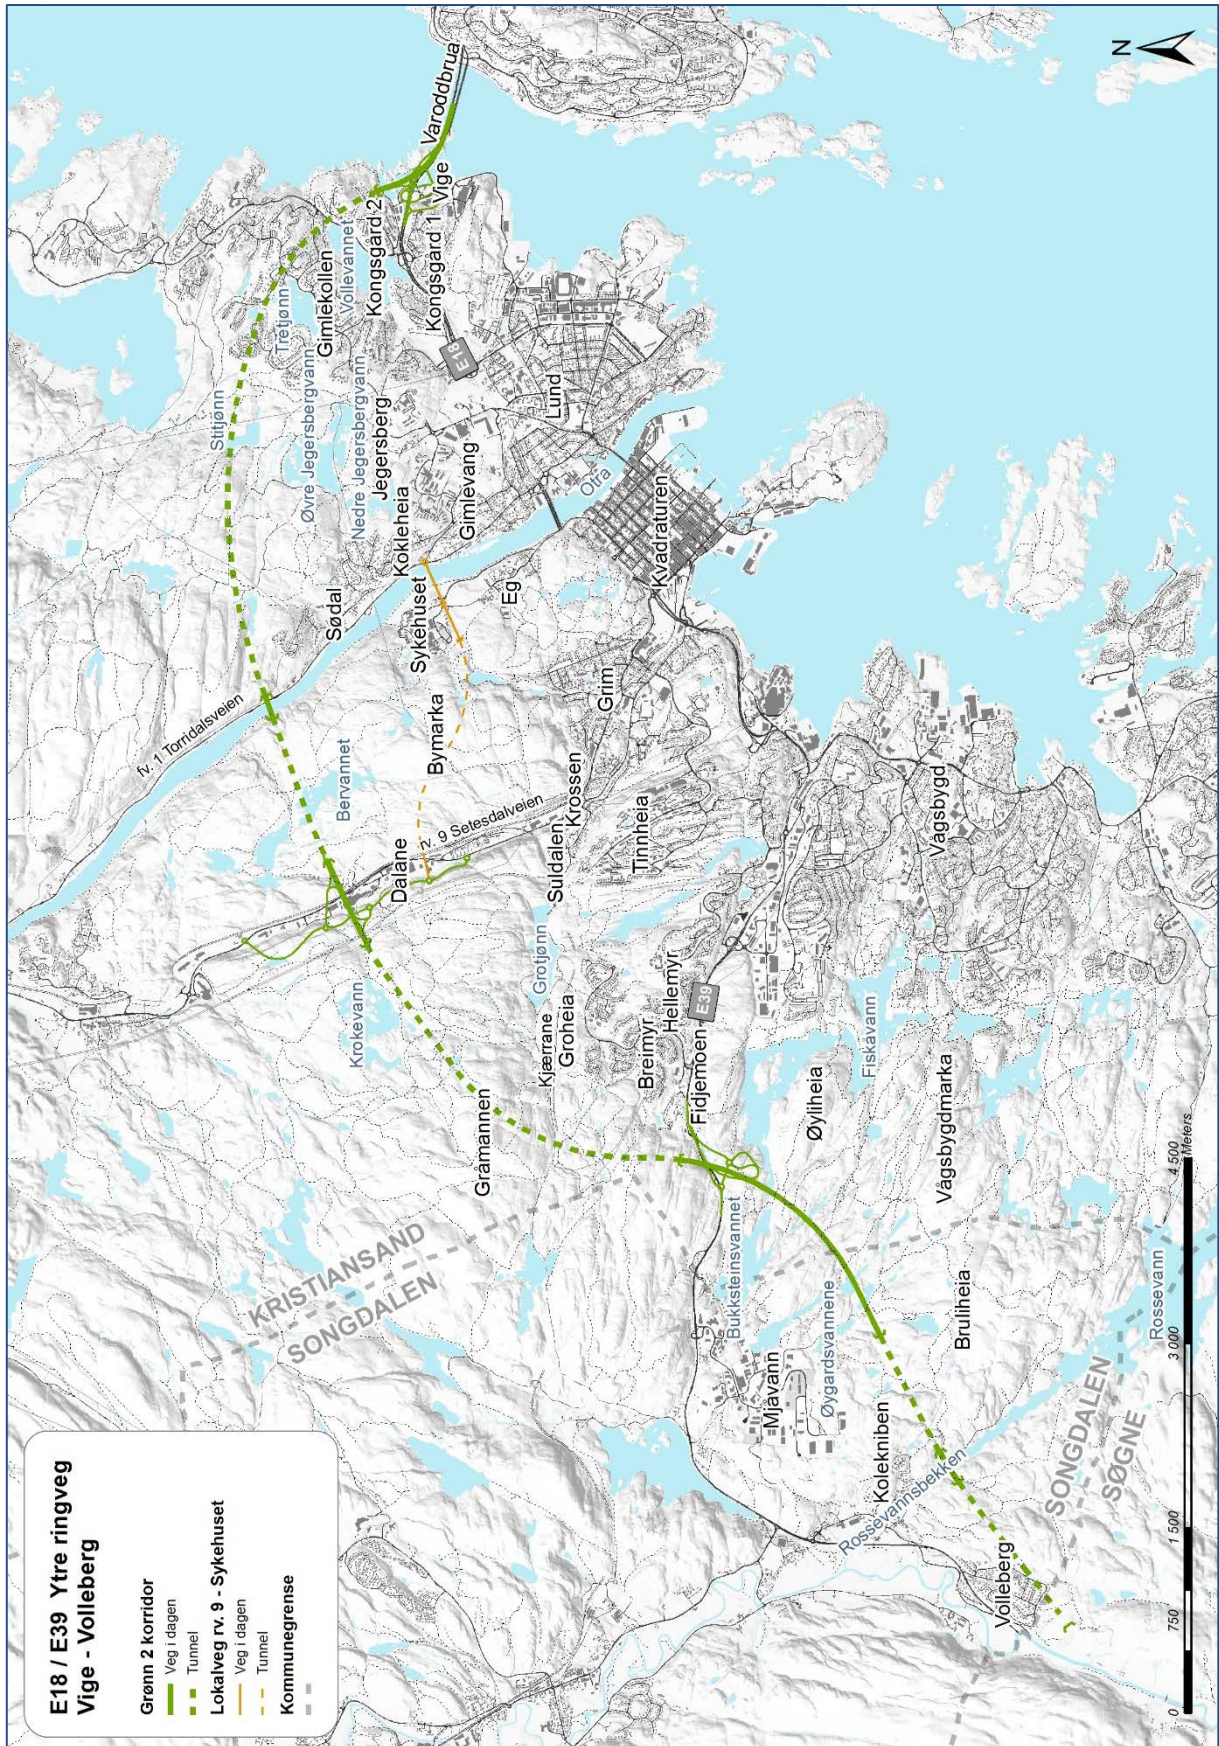 E18 / E39 Ytre ringveg
Vige - Volleberg
Grønn 2 korridor
Veg i dagen
Tunnel
Lokalveg rv. 9 - Sykehuset
Veg i dagen
Tunnel
Kommunegrense
N
KRISTIANSAND
SONGDALEN
fv. 1 Torridalsveien
Stitjønn
Tretjønn
Øvre Jegersbergvann
Gimlekollen
Vollevannet
Nedre Jegersbergvann
Jegersberg
Kongsgård 2
Kongsgård 1
Vige
Varoddbrua
E18
Sødal
Kokleheia
Sykehuset
Gimlevang
Eg
Lund
Otra
Kvadraturen
Bervannet
Bymarka
Krokevann
Dalane
rv. 9 Setesdalveien
Krossen
Suldalen
Grim
Tinnheia
Gråmannen
Grotjønn
Kjærrane
Groheia
Breimyr
Hellemyr
Fidjemoen
E39
Bukksteinsvannet
Øyliheia
Fiskåvann
Vågsbygd
Vågsbygdmarka
Mjåvann
Øygardsvannene
Kolekniben
Bruliheia
Rossevannsbekken
Volleberg
SONGDALEN
SØGNE
Rossevann
0 750 1 500 3 000 4 500
Meters